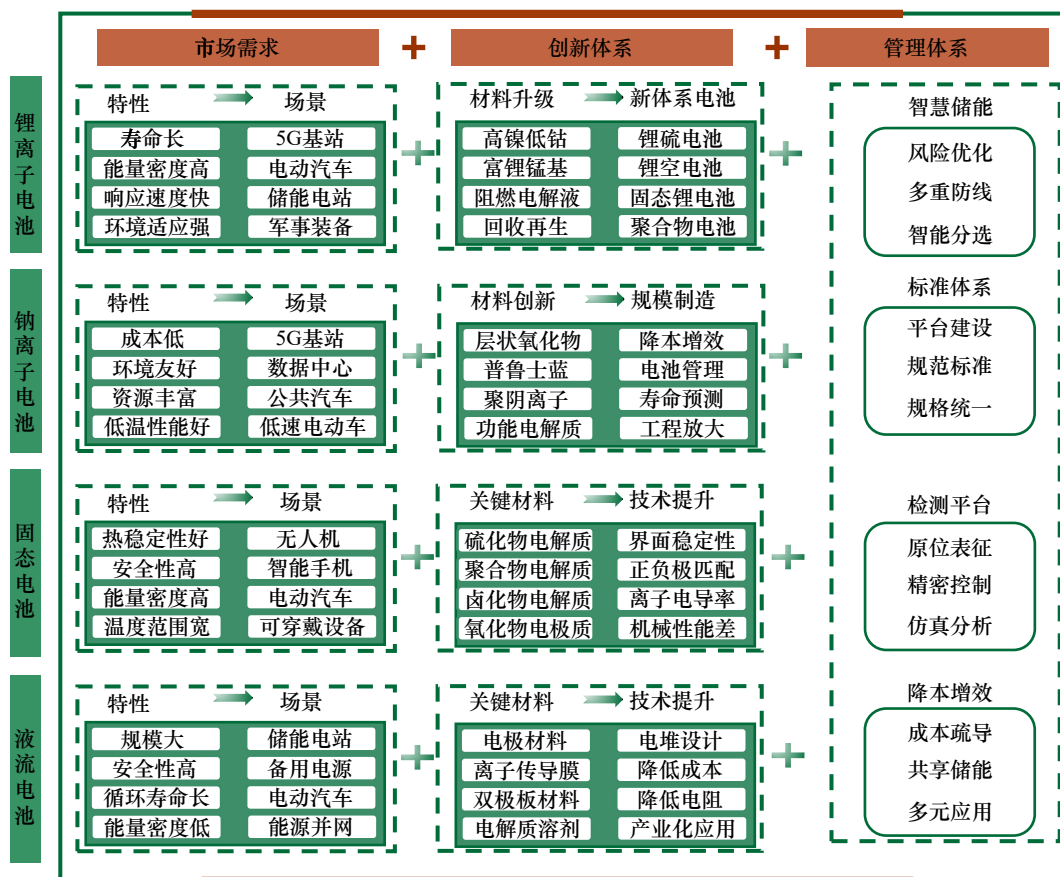 市场需求 + 创新体系 + 管理体系
锂离子电池
特性 场景
寿命长 5G基站
能量密度高 电动汽车
响应速度快 储能电站
环境适应强 军事装备
+
材料升级 新体系电池
高镍低钴 锂硫电池
富锂锰基 锂空电池
阻燃电解液 固态锂电池
回收再生 聚合物电池
+
钠离子电池
特性 场景
成本低 5G基站
环境友好 数据中心
资源丰富 公共汽车
低温性能好 低速电动车
+
材料创新 规模制造
层状氧化物 降本增效
普鲁士蓝 电池管理
聚阴离子 寿命预测
功能电解质 工程放大
+
固态电池
特性 场景
热稳定性好 无人机
安全性高 智能手机
能量密度高 电动汽车
温度范围宽 可穿戴设备
+
关键材料 技术提升
硫化物电解质 界面稳定性
聚合物电解质 正负极匹配
卤化物电解质 离子电导率
氧化物电极质 机械性能差
+
液流电池
特性 场景
规模大 储能电站
安全性高 备用电源
循环寿命长 电动汽车
能量密度低 能源并网
+
关键材料 技术提升
电极材料 电堆设计
离子传导膜 降低成本
双极板材料 降低电阻
电解质溶剂 产业化应用
+
智慧储能
风险优化
多重防线
智能分选
标准体系
平台建设
规范标准
规格统一
检测平台
原位表征
精密控制
仿真分析
降本增效
成本疏导
共享储能
多元应用